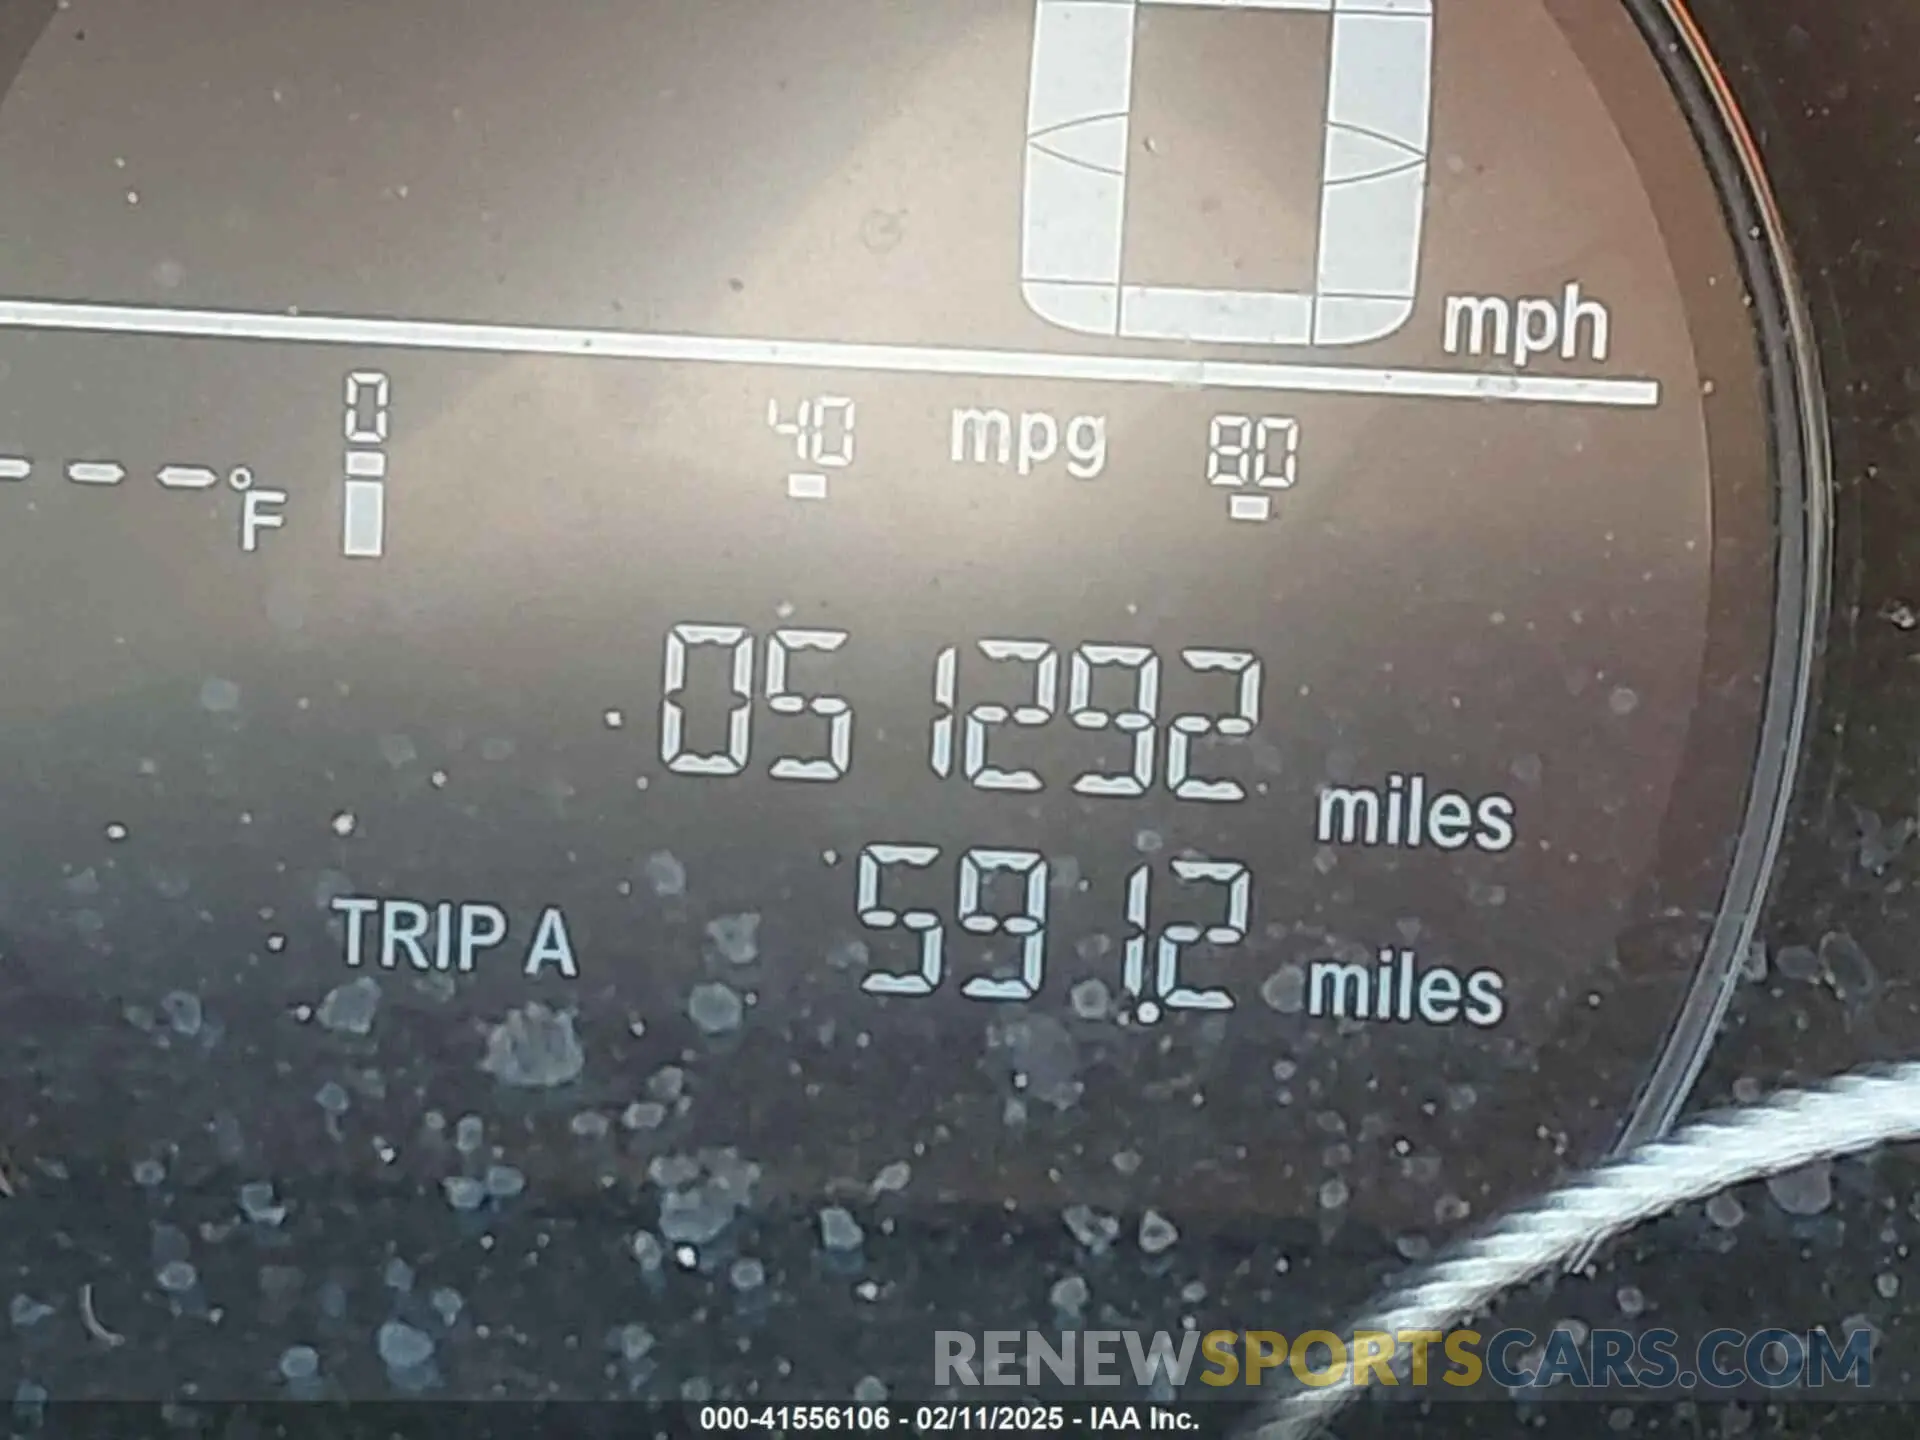 0 mph
0 40 mpg 80
---°F
051292 miles
TRIP A 591.2 miles
RENEWSPORTSCARS.COM
000-41556106 - 02/11/2025 - IAA Inc.